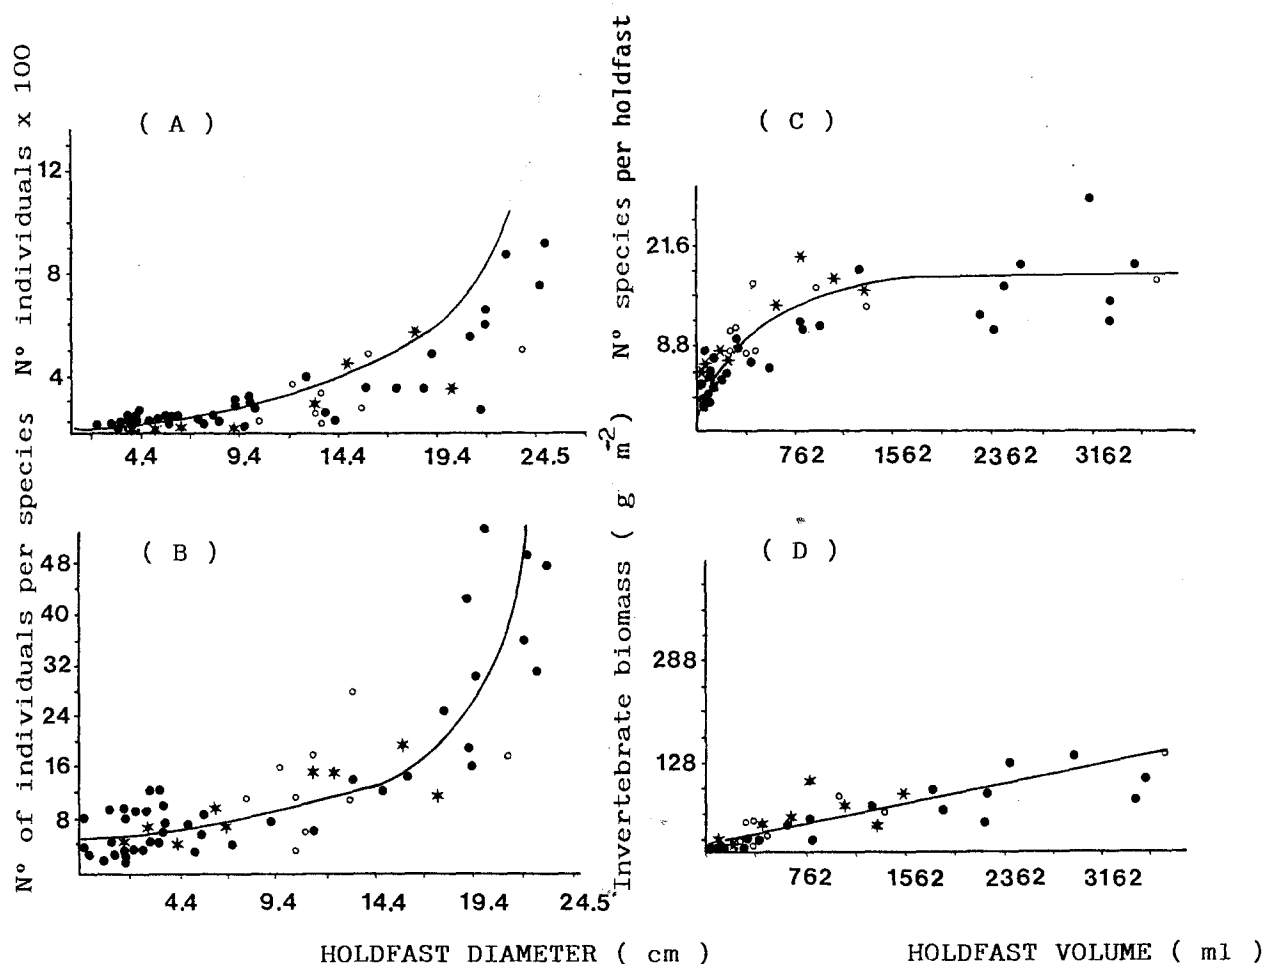 ( A )
Nº individuals x 100
12
8
4
4.4 9.4 14.4 19.4 24.5
( B )
Nº of individuals per species
48
40
32
24
16
8
4.4 9.4 14.4 19.4 24.5
HOLDFAST DIAMETER ( cm )
( C )
Nº species per holdfast
21.6
8.8
762 1562 2362 3162
( D )
Invertebrate biomass ( g m-2 )
288
128
762 1562 2362 3162
HOLDFAST VOLUME ( ml )